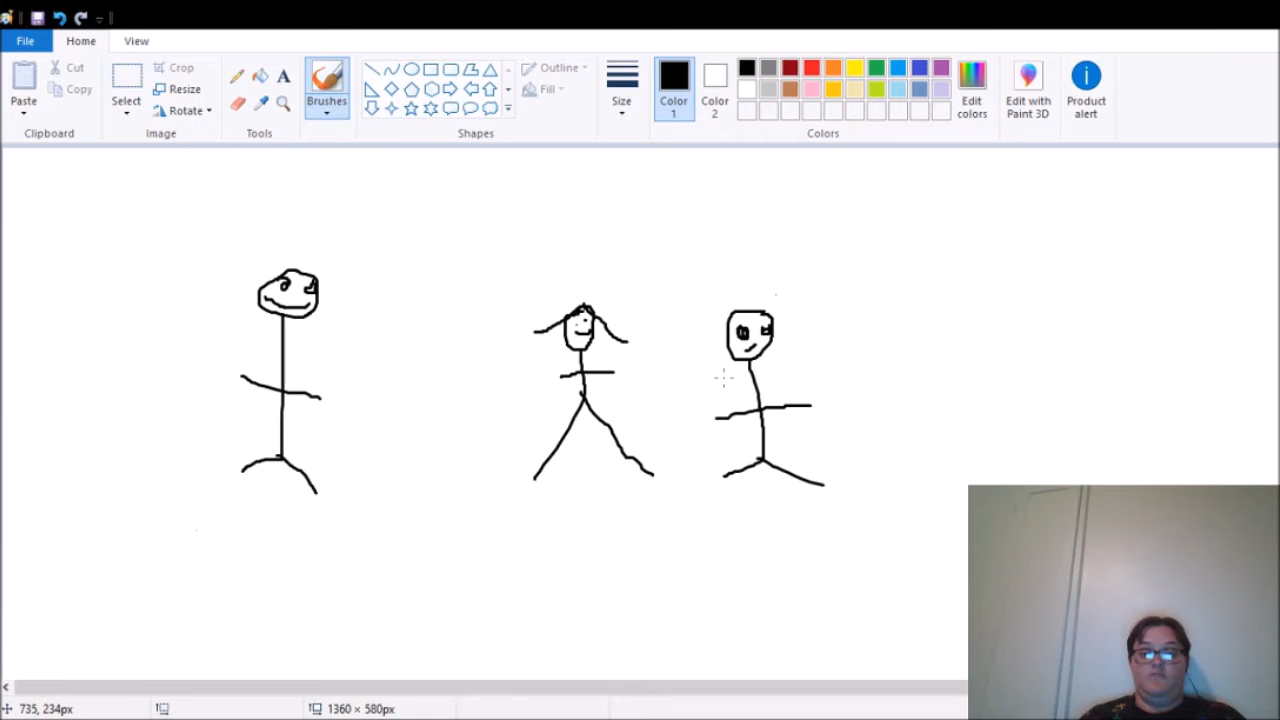 File Home View
Cut Crop Outline
Copy Resize Fill
Paste Select Rotate Brushes Size Color 1 Color 2 Edit colors Edit with Paint 3D Product alert
Clipboard Image Tools Shapes Colors
735, 234px 1360 × 580px